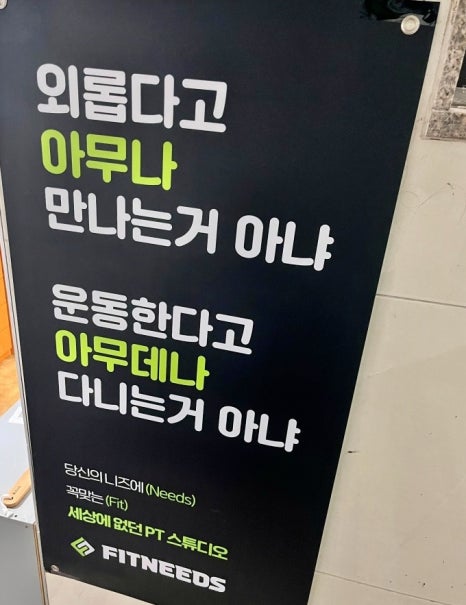 외롭다고
아무나
만나는거 아냐
운동한다고
아무데나
다니는거 아냐
당신의 니즈에 (Needs)
꼭맞는 (Fit)
세상에 없던 PT 스튜디오
FITNEEDS